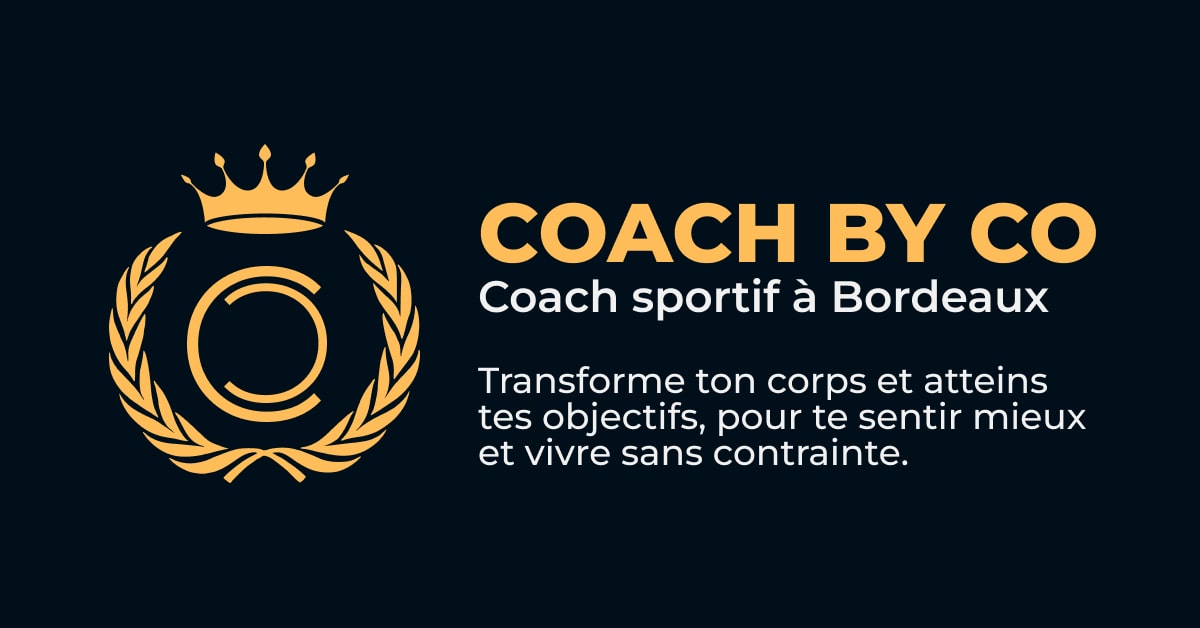 COACH BY CO
Coach sportif à Bordeaux
Transforme ton corps et atteins
tes objectifs, pour te sentir mieux
et vivre sans contrainte.